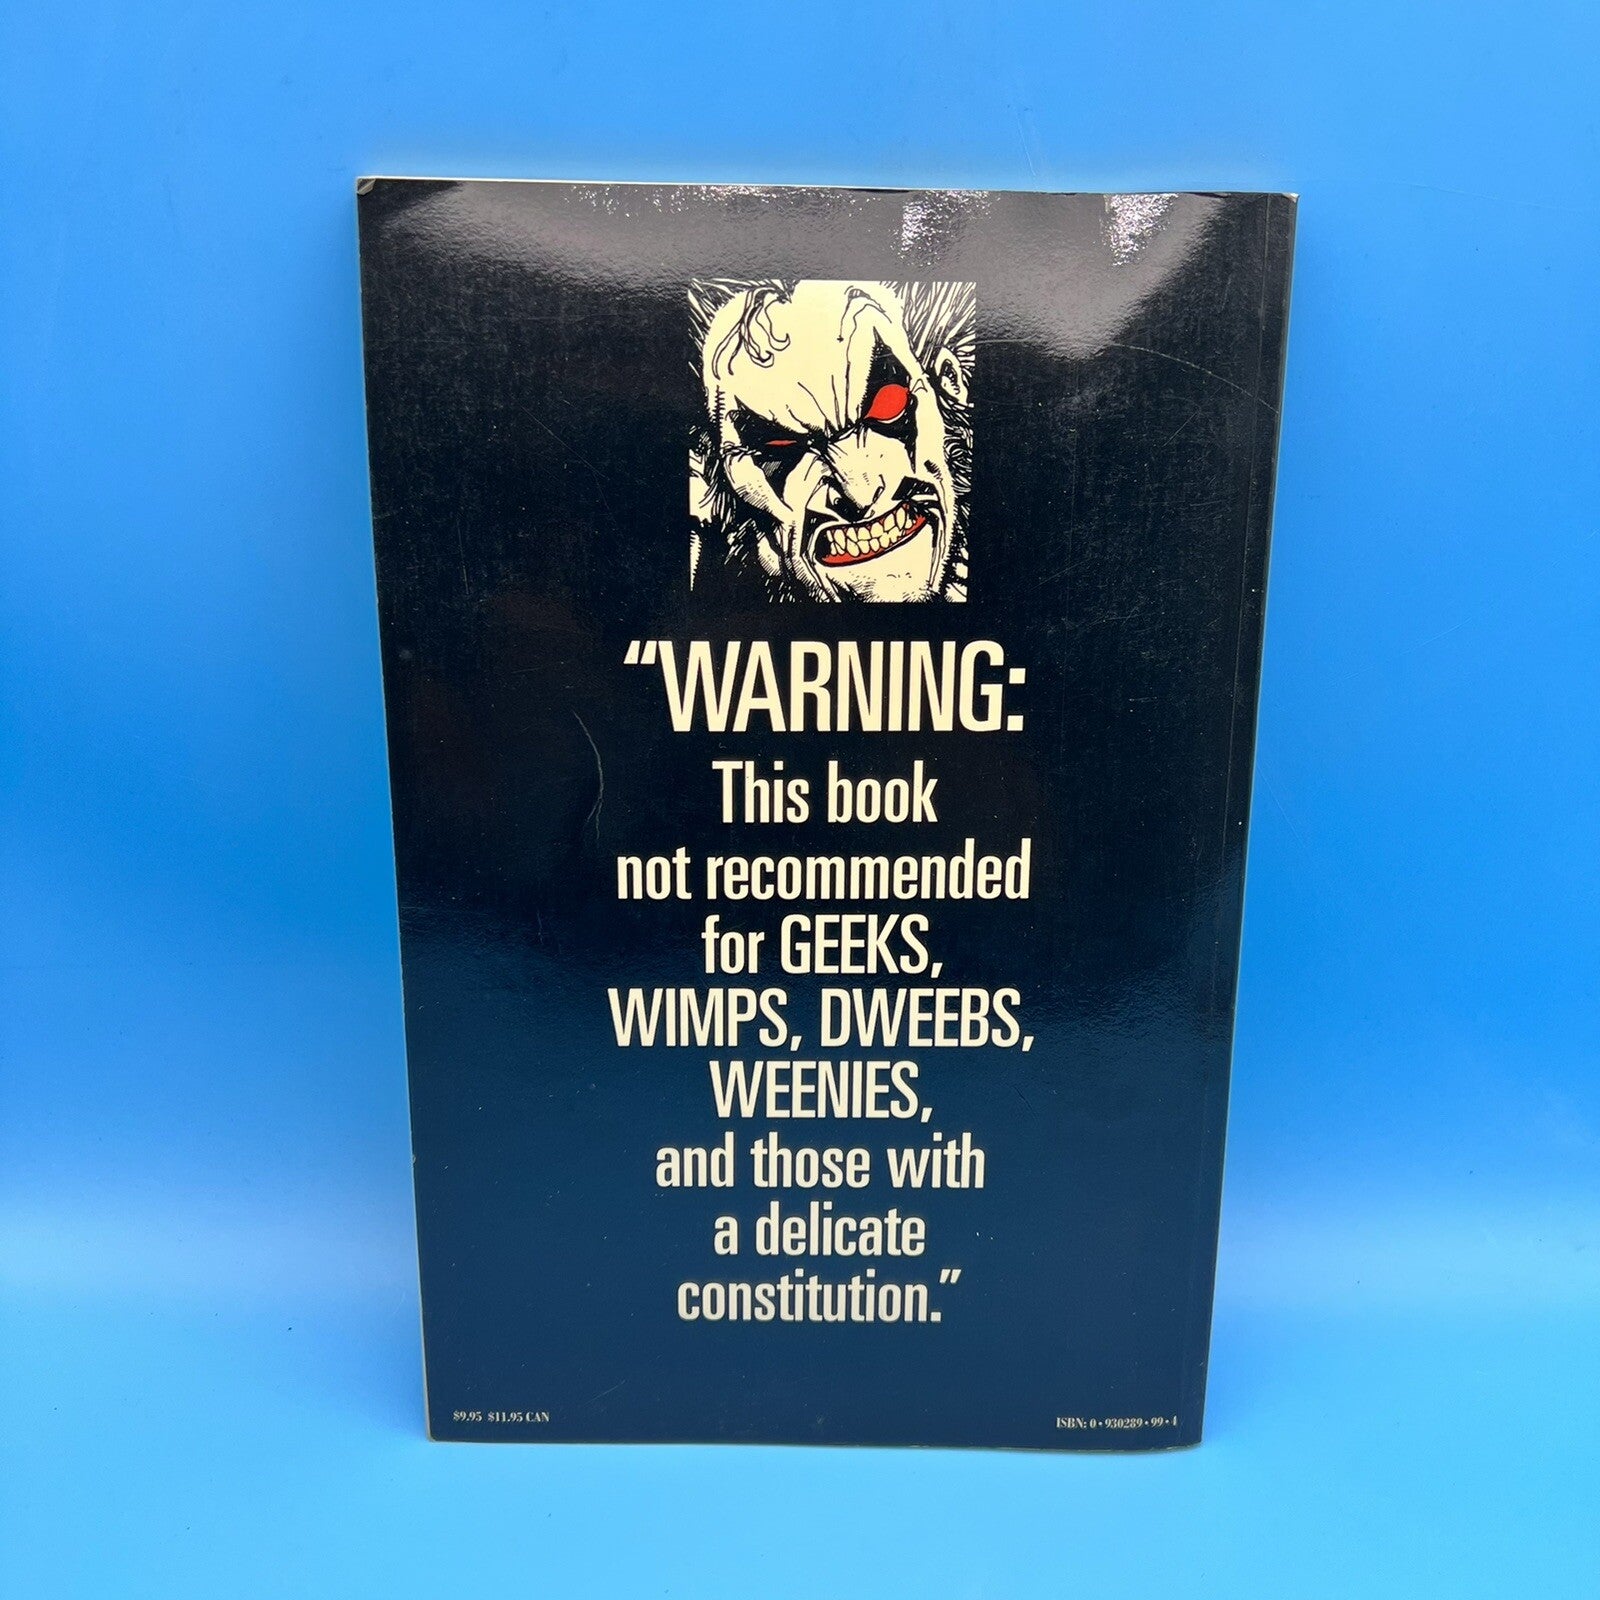 “WARNING:
This book
not recommended
for GEEKS,
WIMPS, DWEEBS,
WEENIES,
and those with
a delicate
constitution.”
$9.95 $11.95 CAN
ISBN: 0•930289•99•4